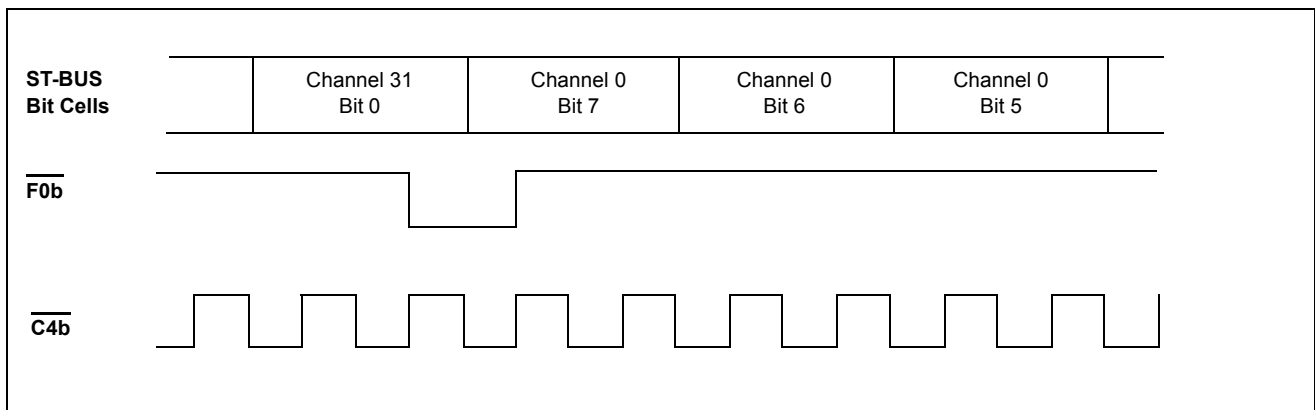 ST-BUS
Bit Cells
Channel 31
Bit 0
Channel 0
Bit 7
Channel 0
Bit 6
Channel 0
Bit 5
F0b
C4b